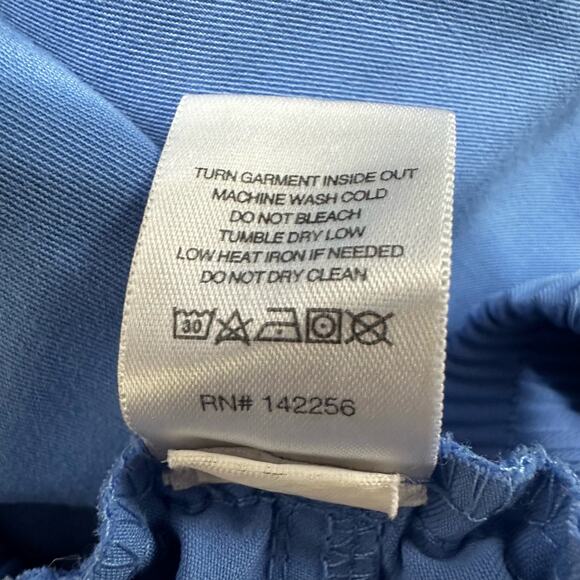 TURN GARMENT INSIDE OUT
MACHINE WASH COLD
DO NOT BLEACH
TUMBLE DRY LOW
LOW HEAT IRON IF NEEDED
DO NOT DRY CLEAN
30
RN# 142256